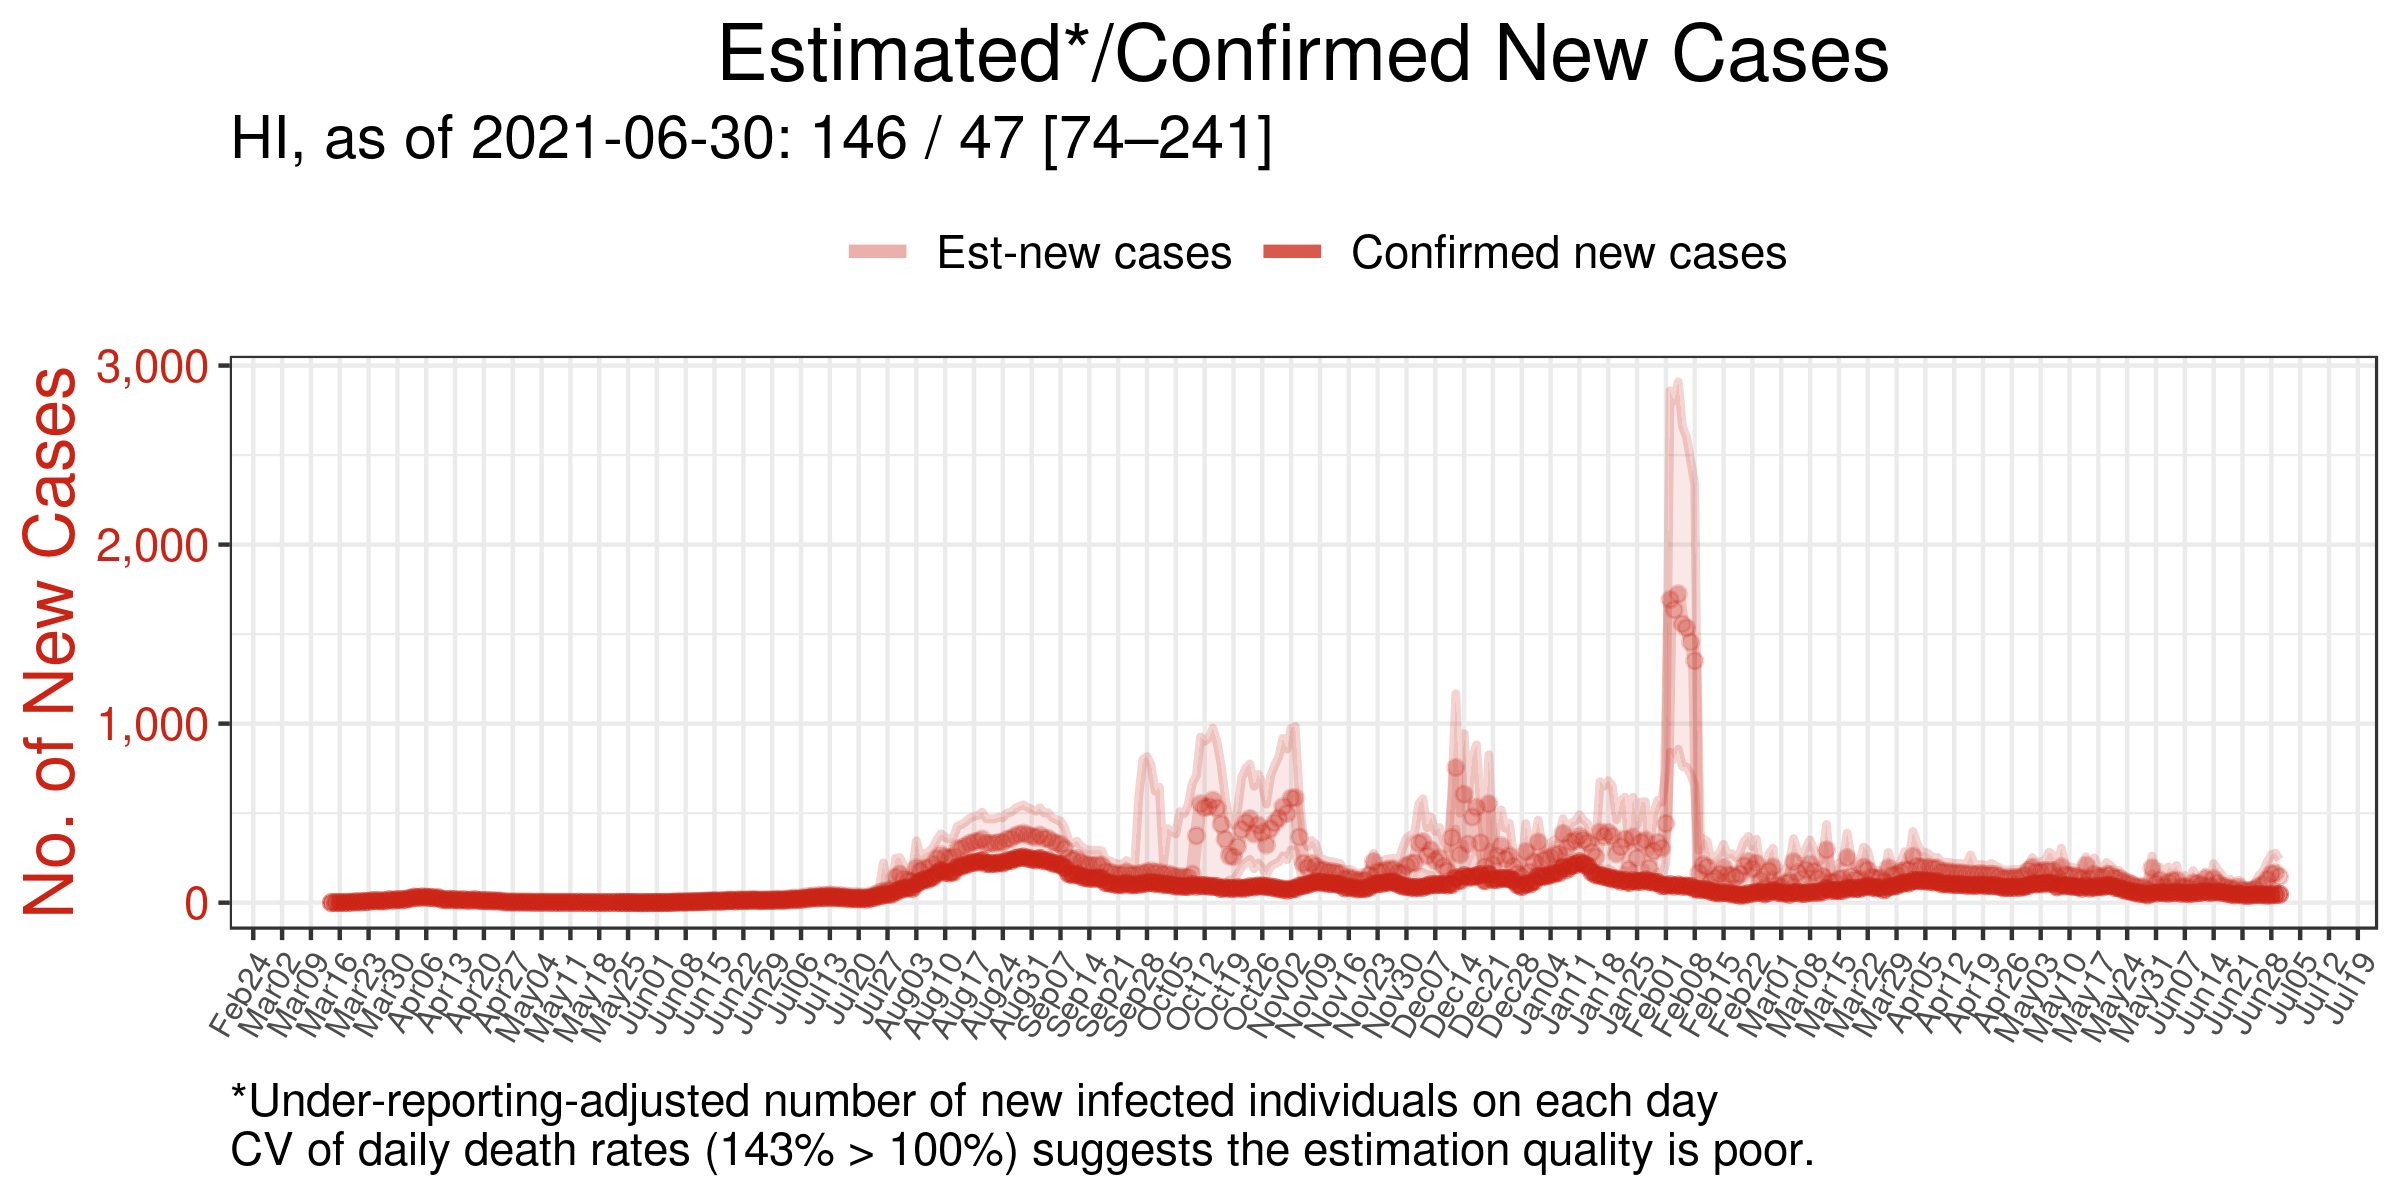 Estimated*/Confirmed New Cases
HI, as of 2021-06-30: 146 / 47 [74–241]
Est-new cases Confirmed new cases
No. of New Cases
3,000
2,000
1,000
0
Feb24 Mar02 Mar09 Mar16 Mar23 Mar30 Apr06 Apr13 Apr20 Apr27 May04 May11 May18 May25 Jun01 Jun08 Jun15 Jun22 Jun29 Jul06 Jul13 Jul20 Jul27 Aug03 Aug10 Aug17 Aug24 Aug31 Sep07 Sep14 Sep21 Sep28 Oct05 Oct12 Oct19 Oct26 Nov02 Nov09 Nov16 Nov23 Nov30 Dec07 Dec14 Dec21 Dec28 Jan04 Jan11 Jan18 Jan25 Feb01 Feb08 Feb15 Feb22 Mar01 Mar08 Mar15 Mar22 Mar29 Apr05 Apr12 Apr19 Apr26 May03 May10 May17 May24 May31 Jun07 Jun14 Jun21 Jun28 Jul05 Jul12 Jul19
*Under-reporting-adjusted number of new infected individuals on each day
CV of daily death rates (143% > 100%) suggests the estimation quality is poor.